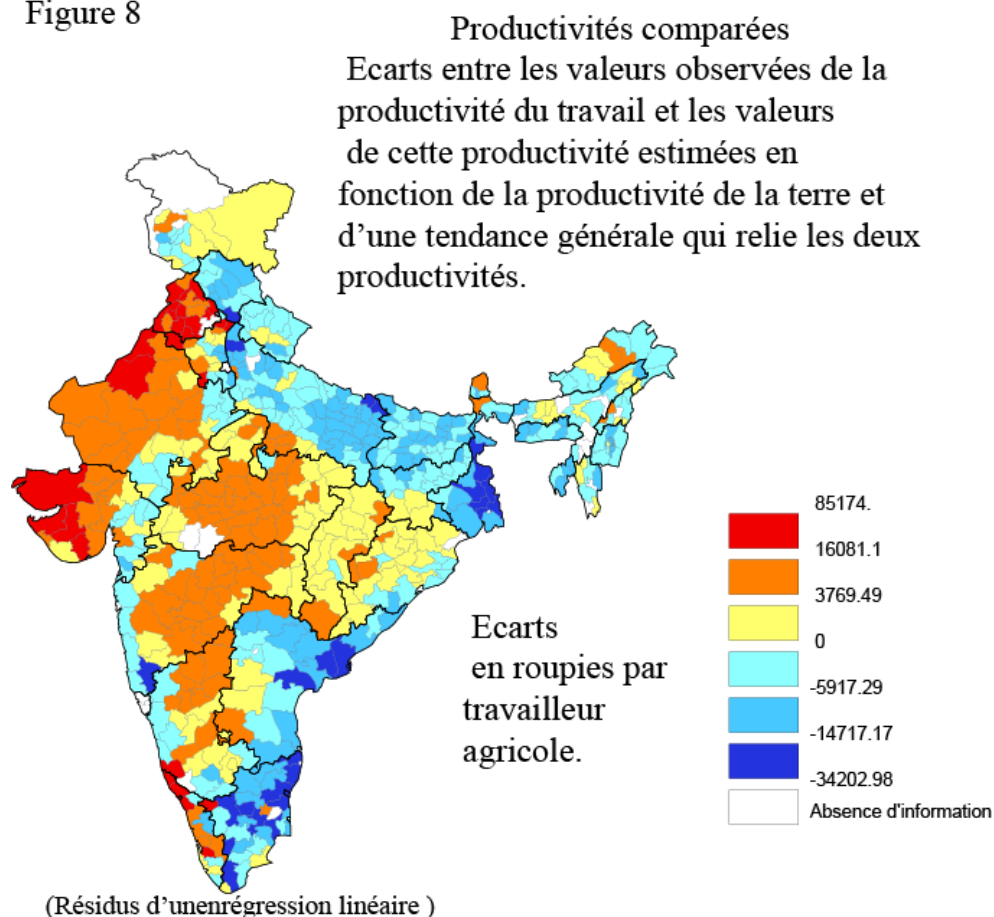 Figure 8
Productivités comparées
Ecarts entre les valeurs observées de la
productivité du travail et les valeurs
de cette productivité estimées en
fonction de la productivité de la terre et
d’une tendance générale qui relie les deux
productivités.
85174.
16081.1
3769.49
0
-5917.29
-14717.17
-34202.98
Absence d'information
Ecarts
en roupies par
travailleur
agricole.
(Résidus d’unenrégression linéaire )